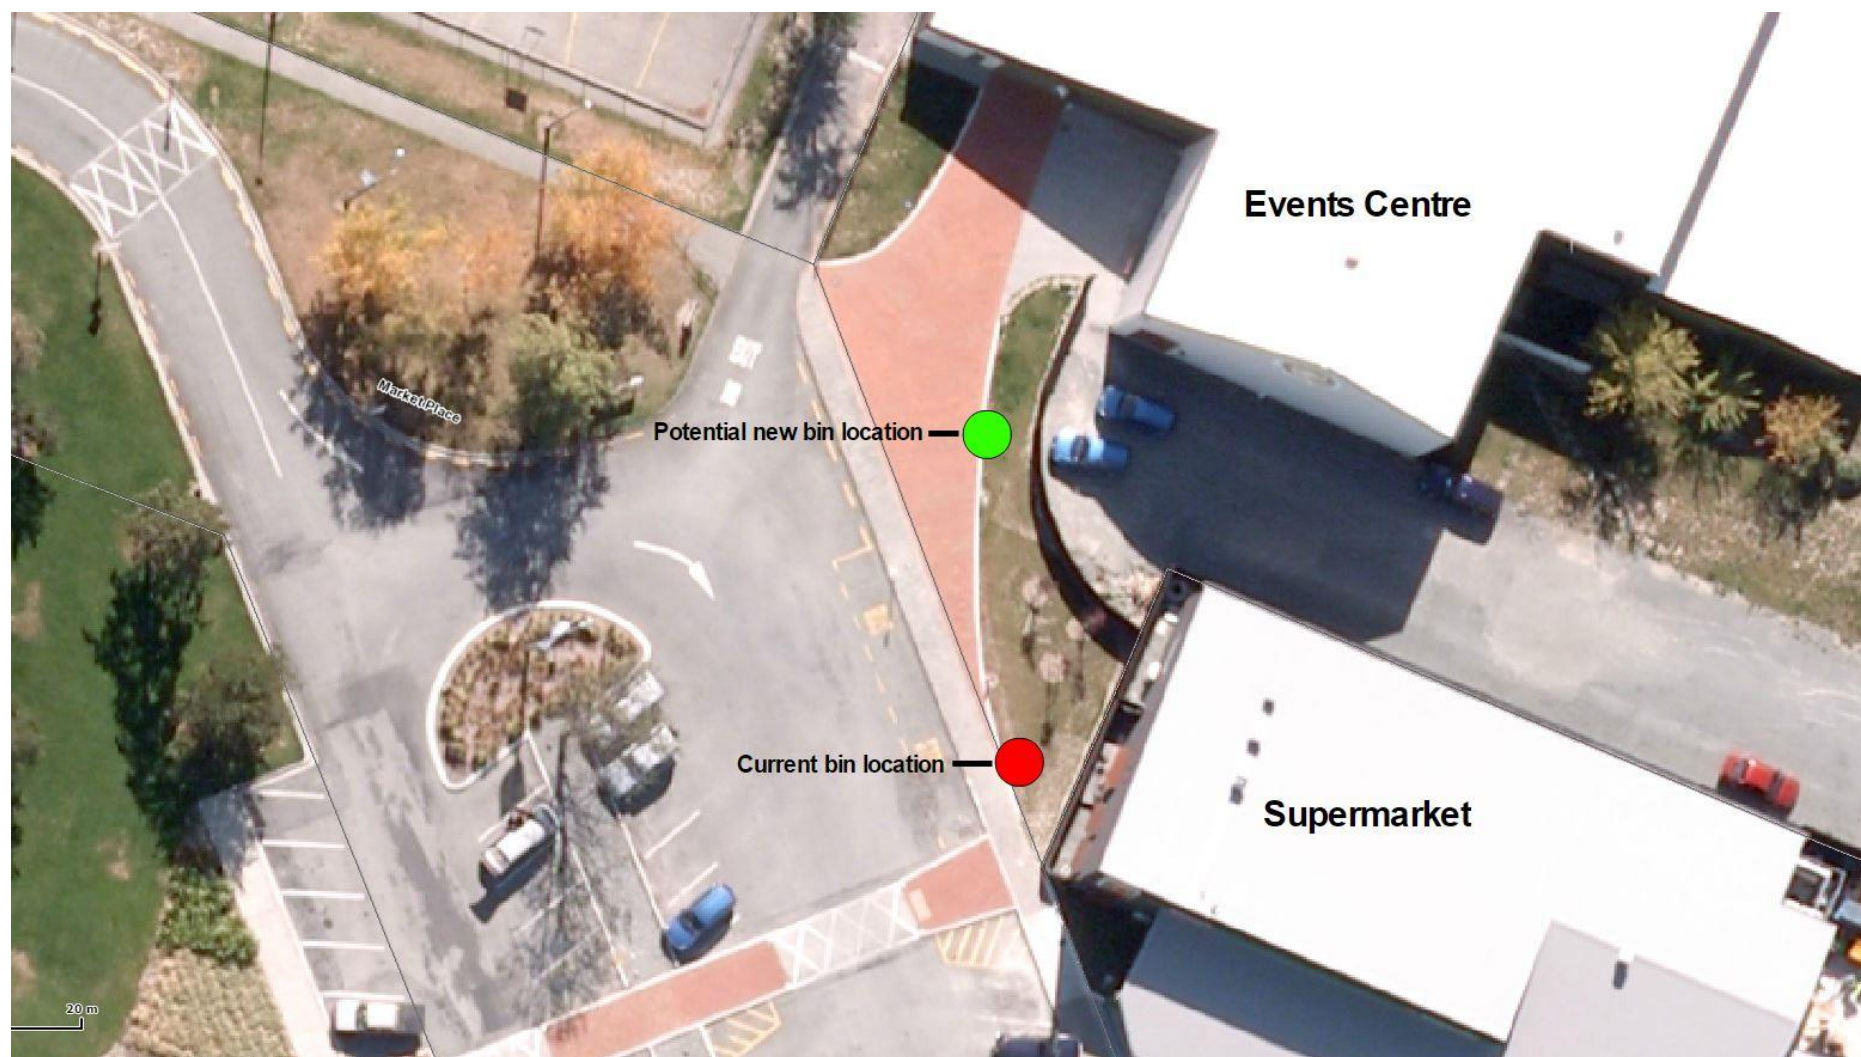 Events Centre
Market Place
Potential new bin location
Current bin location
Supermarket
20 m